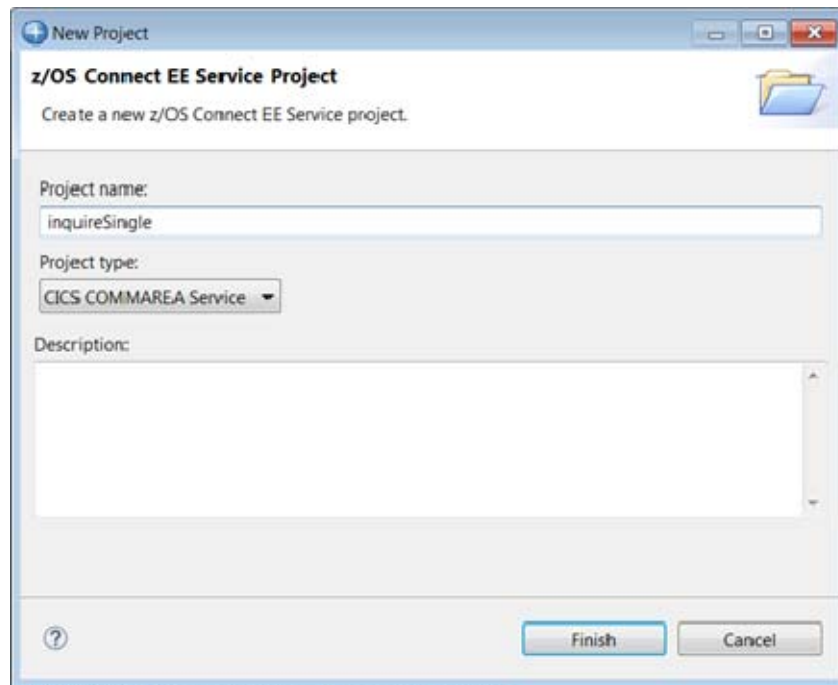 New Project
z/OS Connect EE Service Project
Create a new z/OS Connect EE Service project.
Project name:
inquireSingle
Project type:
CICS COMMAREA Service
Description:
?
Finish
Cancel